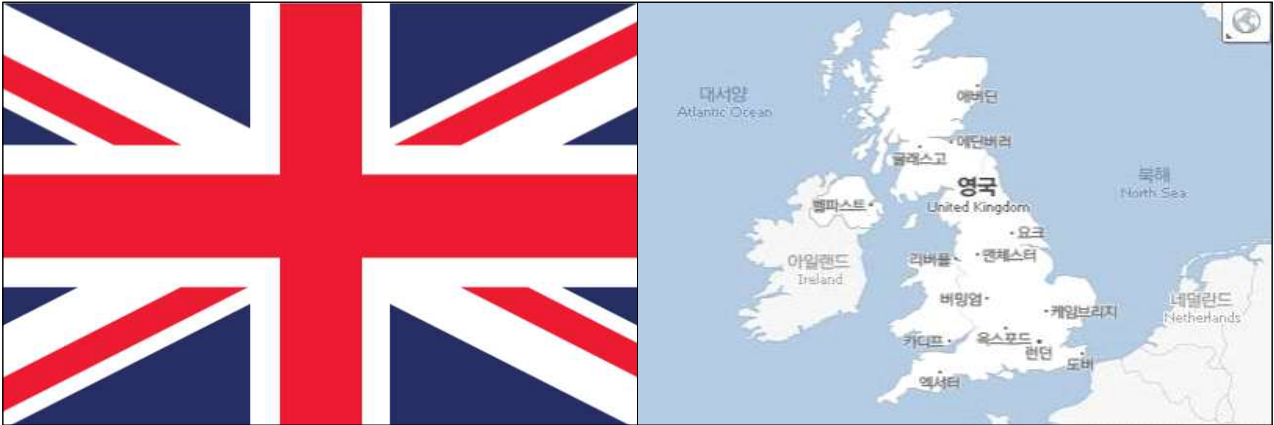 대서양
Atlantic Ocean
애버딘
에딘버러
글래스고
영국
United Kingdom
북해
North Sea
벨파스트
요크
아일랜드
Ireland
리버풀
맨체스터
버밍엄
케임브리지
네덜란드
Netherlands
카디프
옥스포드
런던
도버
엑서터